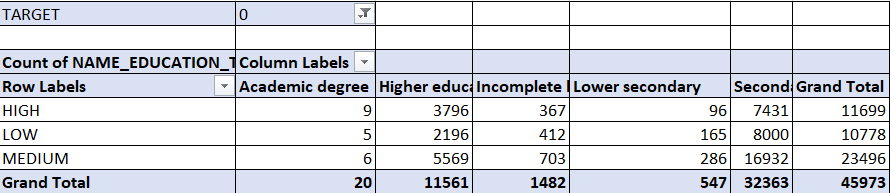 TARGET 0
Count of NAME_EDUCATION_T Column Labels
Row Labels Academic degree Higher educa Incomplete Lower secondary Second Grand Total
HIGH 9 3796 367 96 7431 11699
LOW 5 2196 412 165 8000 10778
MEDIUM 6 5569 703 286 16932 23496
Grand Total 20 11561 1482 547 32363 45973